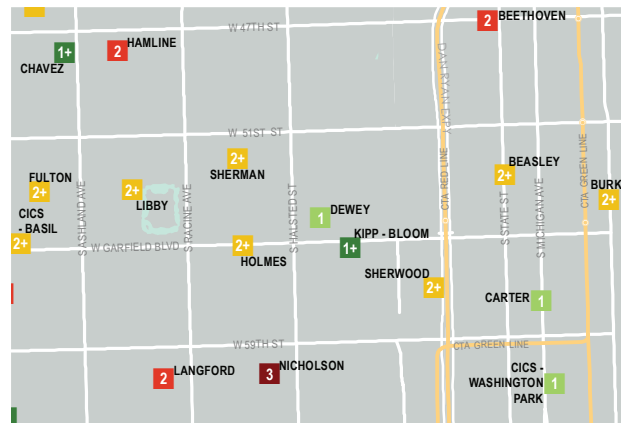 BEETHOVEN
2
W 47TH ST
HAMLINE
2
1+
CHAVEZ
DAN RYAN EXPY
W 51ST ST
SHERMAN
2+
BEASLEY
2+
FULTON
2+
2+
LIBBY
CICS
- BASIL
2+
S ASHLAND AVE
S RACINE AVE
S HALSTED ST
CTA RED LINE
S STATE ST
S MICHIGAN AVE
CTA GREEN LINE
BURK
2+
DEWEY
1
KIPP - BLOOM
1+
W GARFIELD BLVD
2+
HOLMES
SHERWOOD
2+
CARTER
1
W 59TH ST
CTA GREEN LINE
2
LANGFORD
3
NICHOLSON
CICS -
WASHINGTON
PARK
1